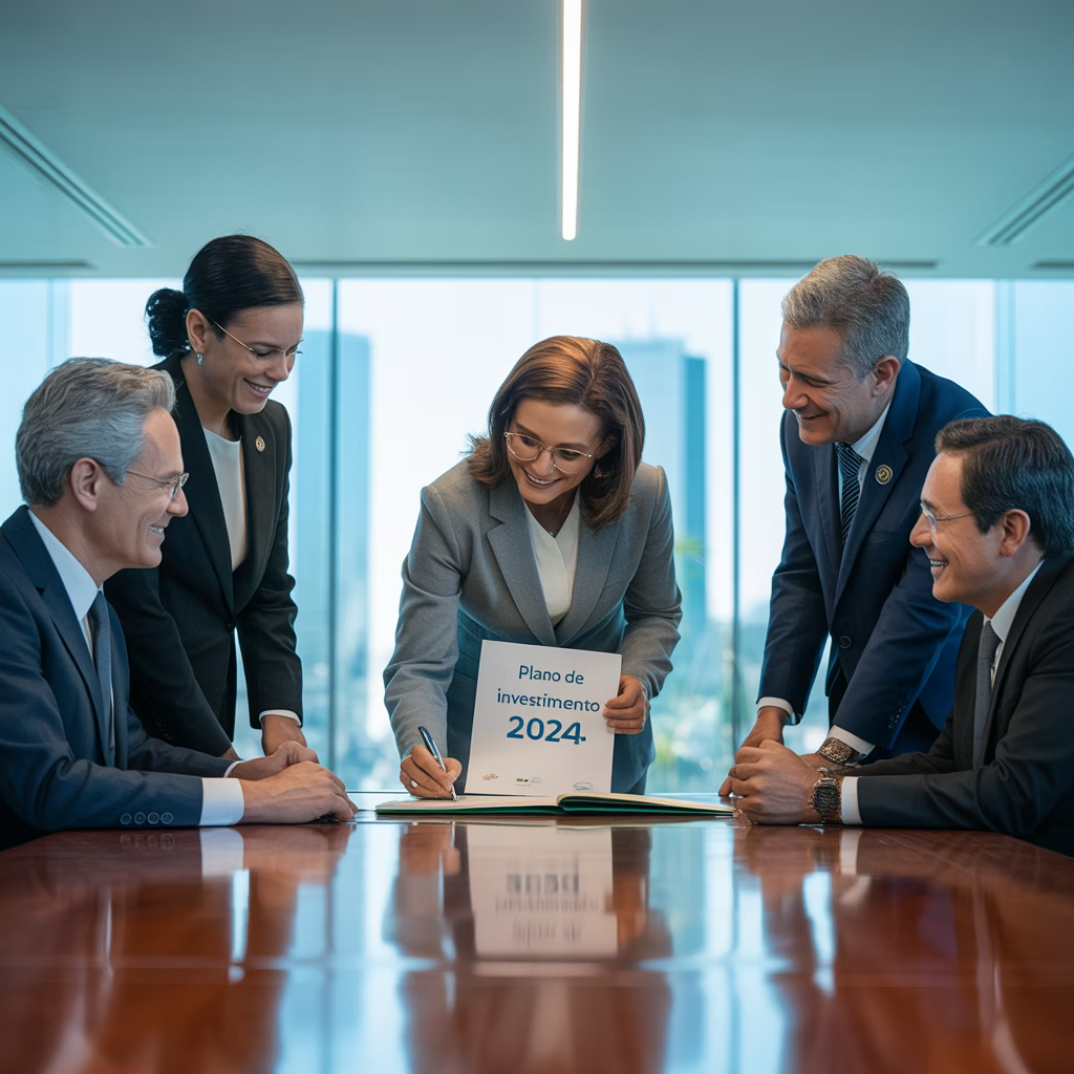 Plano de
investimento
2024.